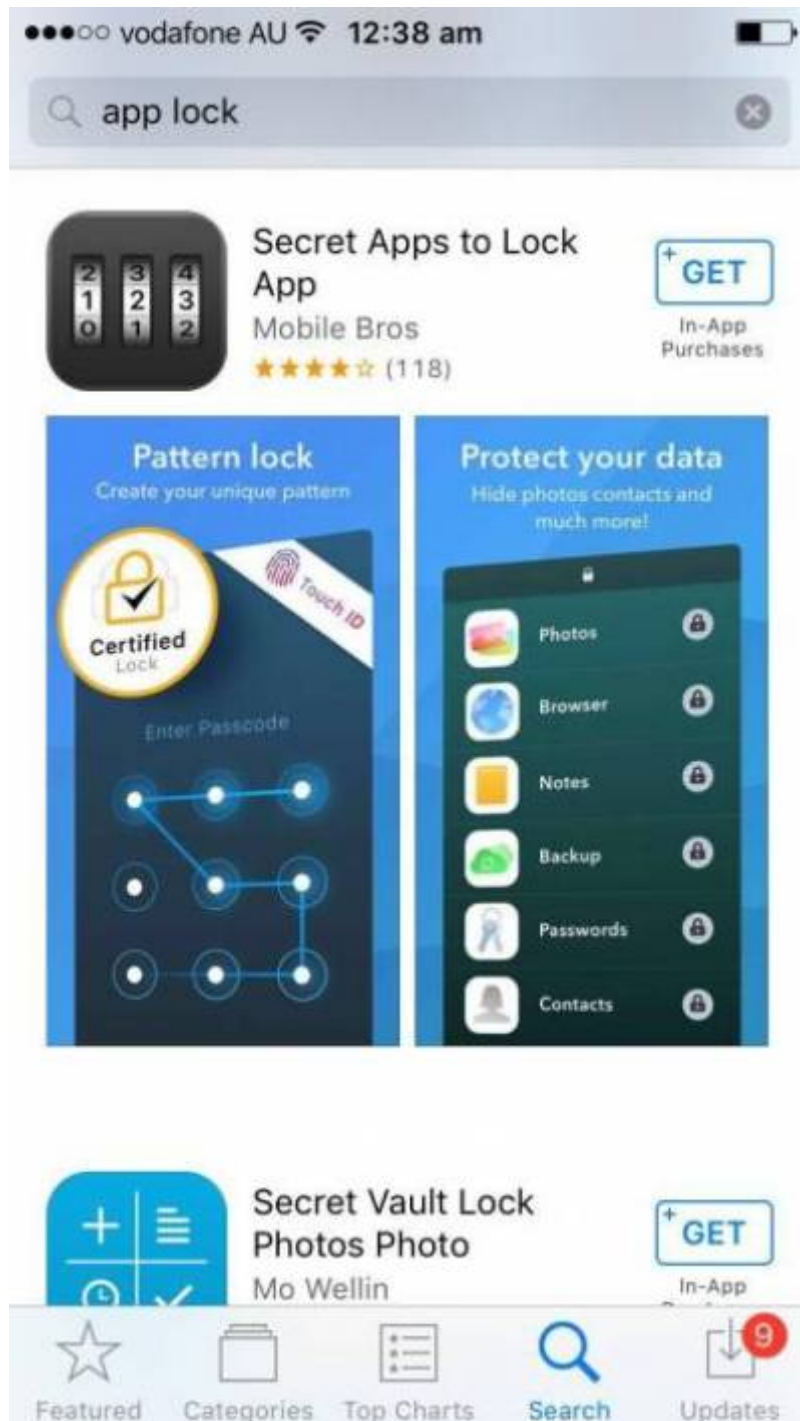 vodafone AU 12:38 am
app lock
Secret Apps to Lock
App
Mobile Bros
(118)
+ GET
In-App
Purchases
2 3 4
1 2 3
0 1 2
Pattern lock
Create your unique pattern
Certified
Lock
Touch ID
Enter Passcode
Protect your data
Hide photos contacts and
much more!
Photos
Browser
Notes
Backup
Passwords
Contacts
Secret Vault Lock
Photos Photo
Mo Wellin
+ GET
In-App
9
Featured Categories Top Charts Search Updates